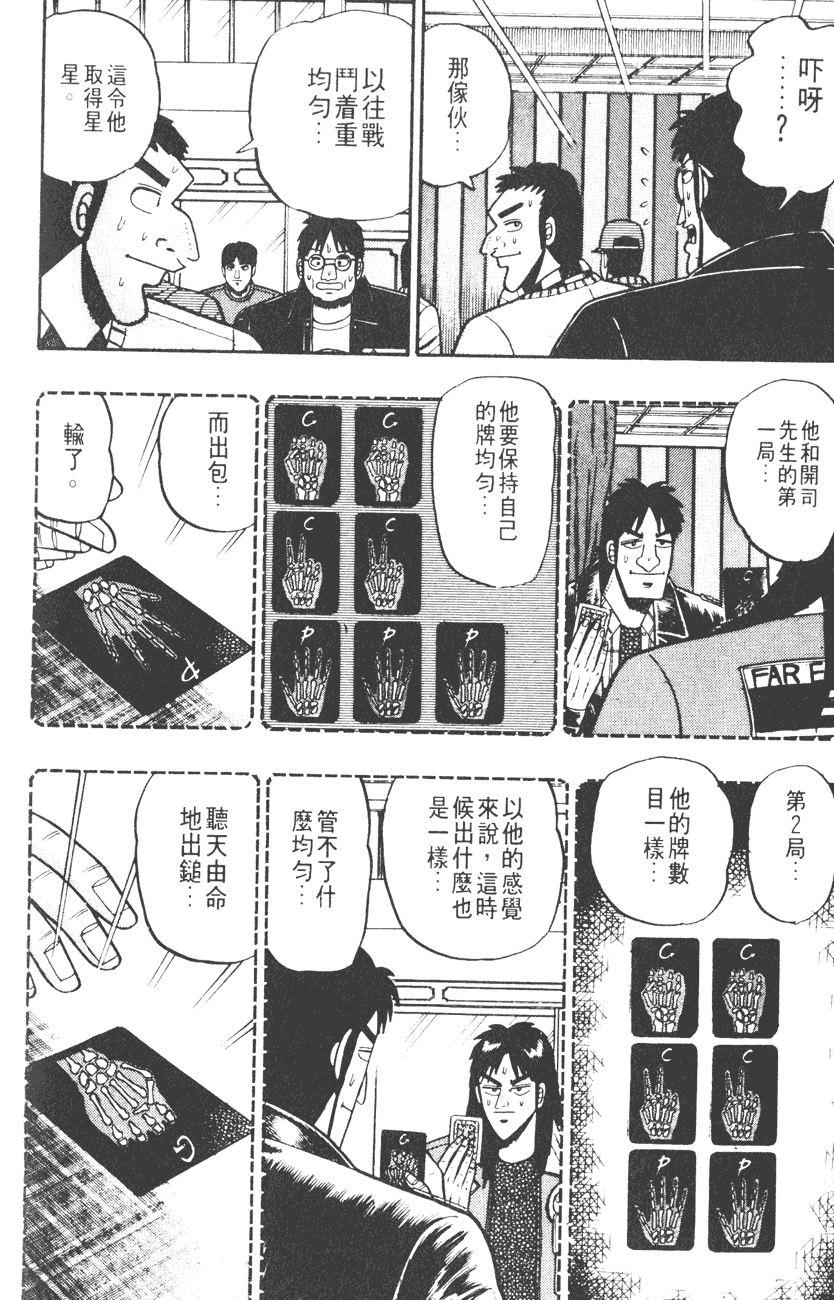 吓呀
……?
那傢伙…
以往戰
鬥着重
均勻…
這令他
取得星
星。
他和開司
先生的第
一局…
FAR E
他要保持自己
的牌均勻…
G
G
C
C
P
P
P
而出包…
輸了。
第2局…
他的牌數
目一樣…
G
G
C
C
P
P
以他的感覺
來說，這時
候出什麼也
是一樣…
管不了什
麼均勻…
G
聽天由命
地出鎚…
G